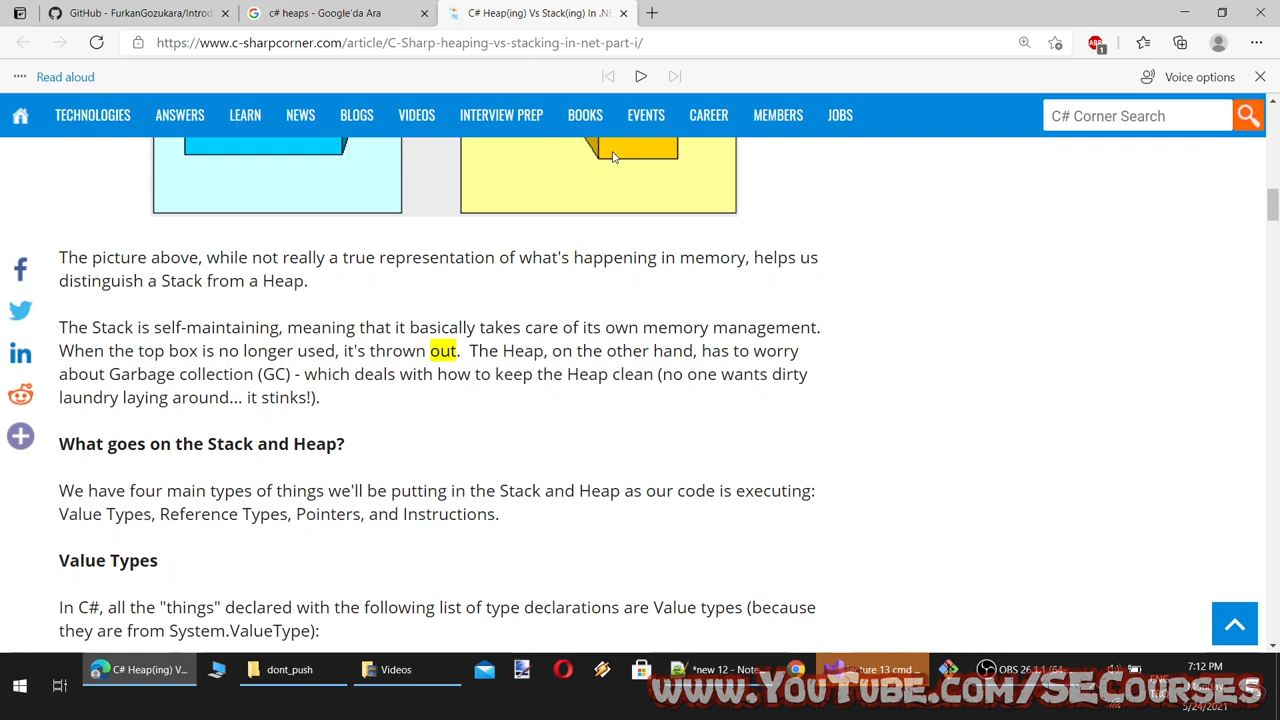 GitHub - FurkanGozukara/Introd
c# heaps - Google'da Ara
C# Heap(ing) Vs Stack(ing) In .NE
https://www.c-sharpcorner.com/article/C-Sharp-heaping-vs-stacking-in-net-part-i/
1
Read aloud
Voice options
TECHNOLOGIES ANSWERS LEARN NEWS BLOGS VIDEOS INTERVIEW PREP BOOKS EVENTS CAREER MEMBERS JOBS
C# Corner Search
The picture above, while not really a true representation of what's happening in memory, helps us
distinguish a Stack from a Heap.
The Stack is self-maintaining, meaning that it basically takes care of its own memory management.
When the top box is no longer used, it's thrown out. The Heap, on the other hand, has to worry
about Garbage collection (GC) - which deals with how to keep the Heap clean (no one wants dirty
laundry laying around... it stinks!).
What goes on the Stack and Heap?
We have four main types of things we'll be putting in the Stack and Heap as our code is executing:
Value Types, Reference Types, Pointers, and Instructions.
Value Types
In C#, all the "things" declared with the following list of type declarations are Value types (because
they are from System.ValueType):
C# Heap(ing) V...
dont_push
Videos
*new 12 - Note...
cture 13 cmd ...
OBS 26.1.1 (64...
ENG
7:12 PM
Monday
5/24/2021
www.YouTube.com/SECourses